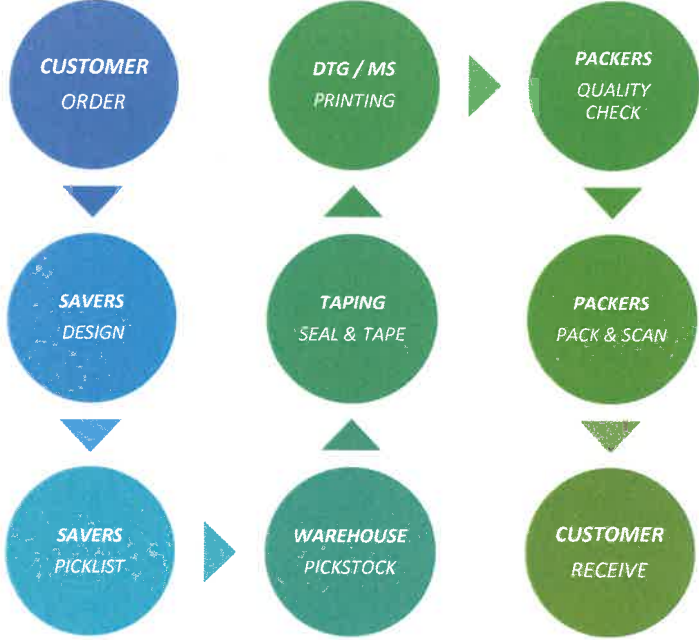 CUSTOMER
ORDER
SAVERS
DESIGN
SAVERS
PICKLIST
WAREHOUSE
PICKSTOCK
TAPING
SEAL & TAPE
DTG / MS
PRINTING
PACKERS
QUALITY
CHECK
PACKERS
PACK & SCAN
CUSTOMER
RECEIVE